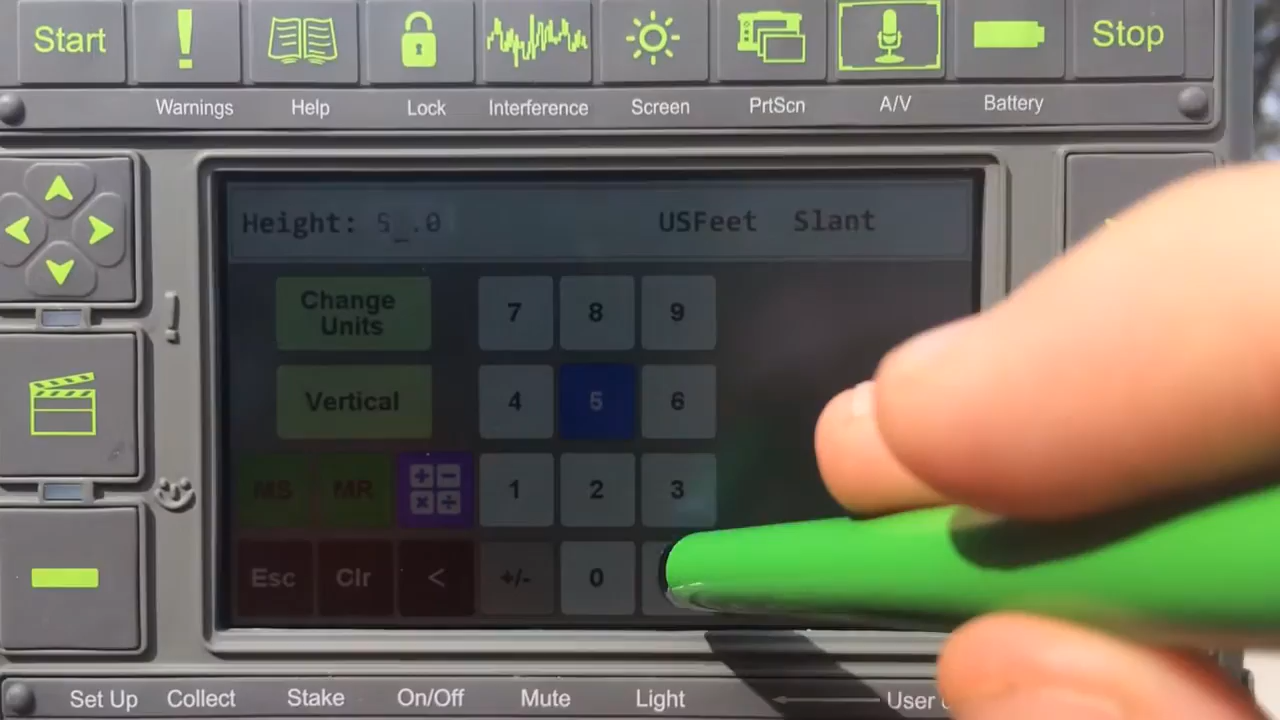 Start
Stop
Warnings Help Lock Interference Screen PrtScn A/V Battery
Height: 5_.0 USFeet Slant
Change
Units
7 8 9
Vertical
4 5 6
MS MR + - x ÷ 1 2 3
Esc Clr < +/- 0
Set Up Collect Stake On/Off Mute Light User